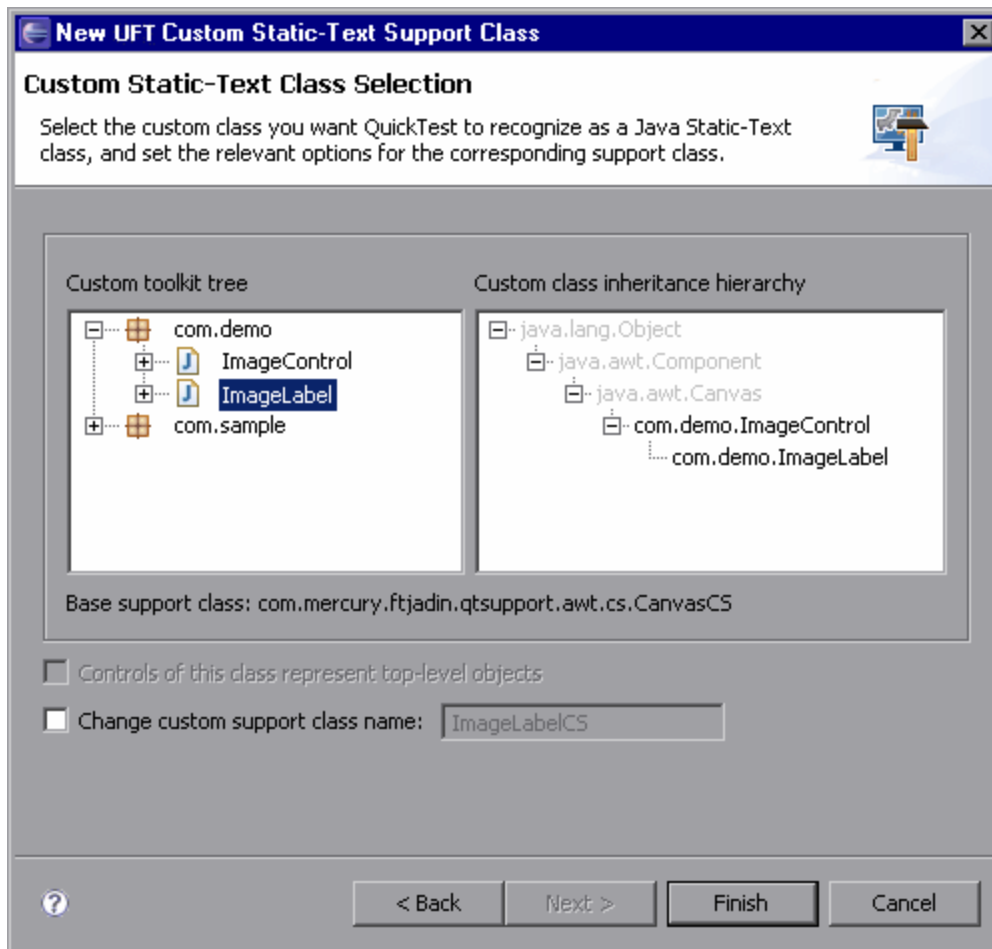 New UFT Custom Static-Text Support Class
Custom Static-Text Class Selection
Select the custom class you want QuickTest to recognize as a Java Static-Text
class, and set the relevant options for the corresponding support class.
Custom toolkit tree
com.demo
ImageControl
ImageLabel
com.sample
Custom class inheritance hierarchy
java.lang.Object
java.awt.Component
java.awt.Canvas
com.demo.ImageControl
com.demo.ImageLabel
Base support class: com.mercury.ftjadin.qtsupport.awt.cs.CanvasCS
Controls of this class represent top-level objects
Change custom support class name: ImageLabelCS
? < Back Next > Finish Cancel